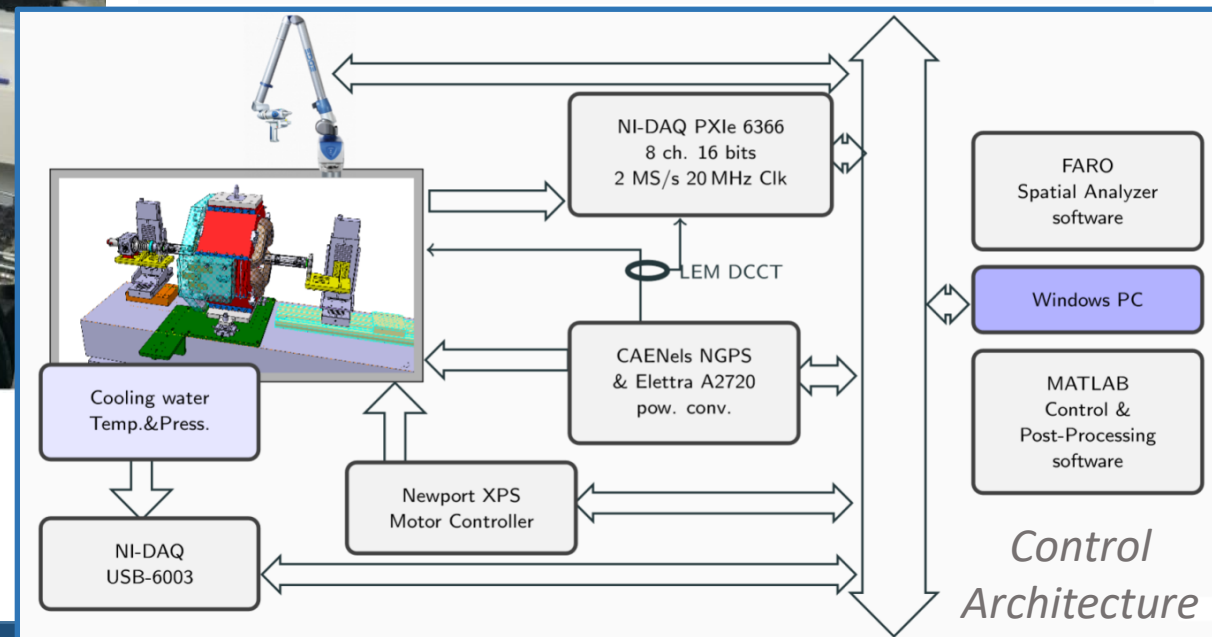 NI-DAQ PXIe 6366
8 ch. 16 bits
2 MS/s 20 MHz Clk
FARO
Spatial Analyzer
software
LEM DCCT
Windows PC
CAENels NGPS
& Elettra A2720
pow. conv.
Cooling water
Temp.&Press.
MATLAB
Control &
Post-Processing
software
Newport XPS
Motor Controller
NI-DAQ
USB-6003
Control
Architecture